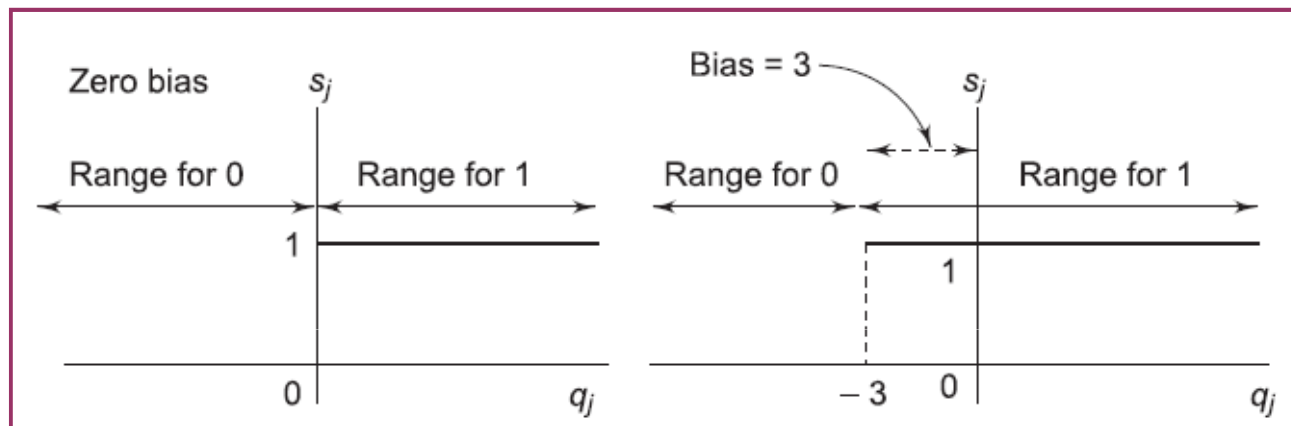 Zero bias
s_j
Range for 0
Range for 1
1
0
q_j
Bias = 3
s_j
Range for 0
Range for 1
1
– 3
0
q_j